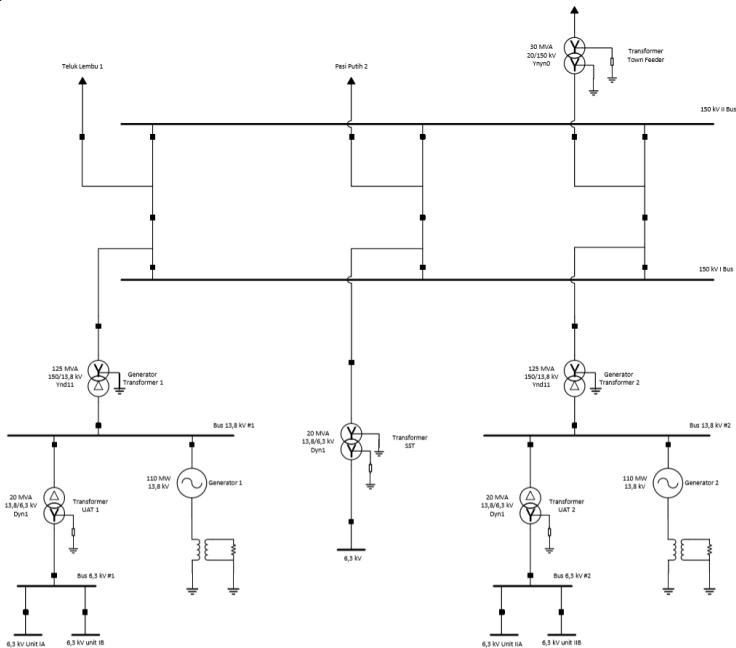 30 MVA
20/150 kV
Ynyn0
Transformer
Town Feeder
Teluk Lembu 1
Pasi Putih 2
150 kV II Bus
150 kV I Bus
125 MVA
150/13,8 kV
Ynd11
Generator
Transformer 1
125 MVA
150/13,8 kV
Ynd11
Generator
Transformer 2
Bus 13,8 kV #1
Bus 13,8 kV #2
20 MVA
13,8/6,3 kV
Dyn1
Transformer
SST
110 MW
13,8 kV
Generator 1
110 MW
13,8 kV
Generator 2
20 MVA
13,8/6,3 kV
Dyn1
Transformer
UAT 1
20 MVA
13,8/6,3 kV
Dyn1
Transformer
UAT 2
6,3 kV
Bus 6,3 kV #1
Bus 6,3 kV #2
6,3 kV Unit IA
6,3 kV unit IB
6,3 kV Unit IIA
6,3 kV unit IIB